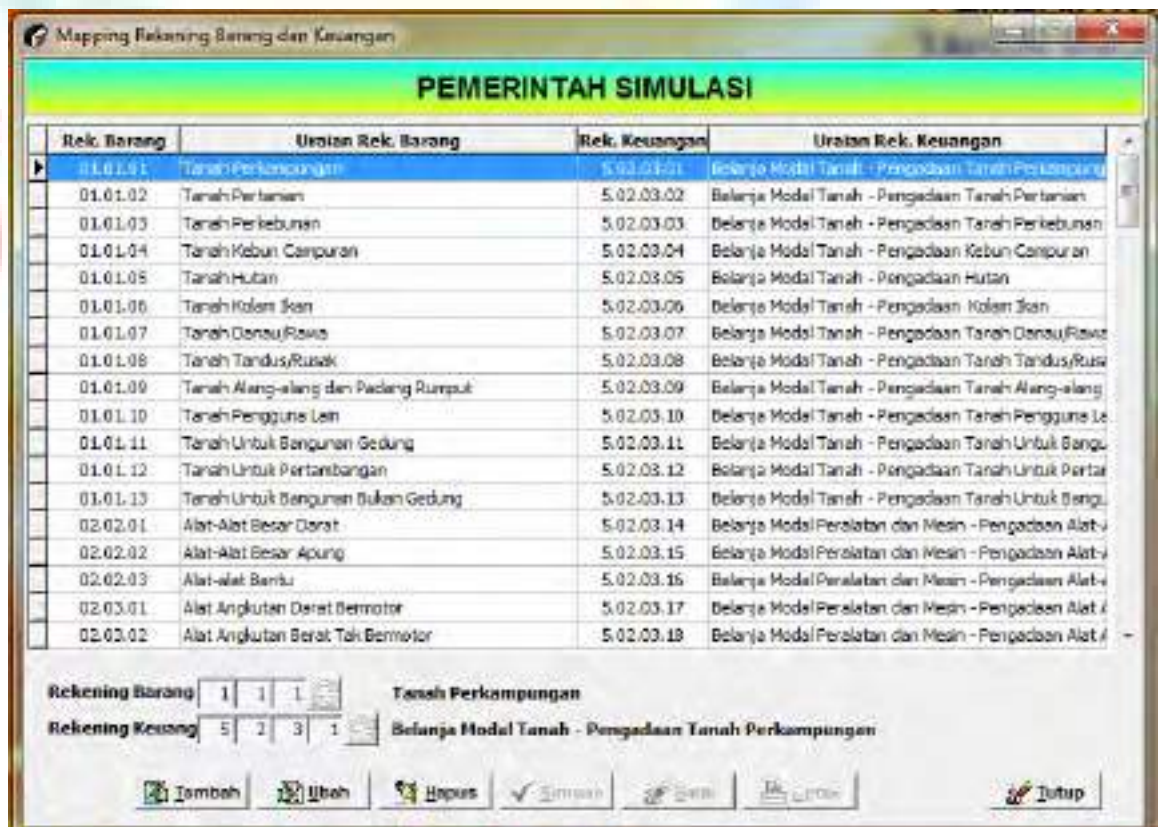 Mapping Rekening Barang dan Keuangan
PEMERINTAH SIMULASI
Rek. Barang Uraian Rek. Barang Rek. Keuangan Uraian Rek. Keuangan
01.01.01 Tanah Perkampungan 5.02.03.01 Belanja Modal Tanah - Pengadaan Tanah Perkampung
01.01.02 Tanah Pertanian 5.02.03.02 Belanja Modal Tanah - Pengadaan Tanah Pertanian
01.01.03 Tanah Perkebunan 5.02.03.03 Belanja Modal Tanah - Pengadaan Tanah Perkebunan
01.01.04 Tanah Kebun Campuran 5.02.03.04 Belanja Modal Tanah - Pengadaan Kebun Campuran
01.01.05 Tanah Hutan 5.02.03.05 Belanja Modal Tanah - Pengadaan Hutan
01.01.06 Tanah Kolam Ikan 5.02.03.06 Belanja Modal Tanah - Pengadaan Kolam Ikan
01.01.07 Tanah Danau/Rawa 5.02.03.07 Belanja Modal Tanah - Pengadaan Tanah Danau/Rawa
01.01.08 Tanah Tandus/Rusak 5.02.03.08 Belanja Modal Tanah - Pengadaan Tanah Tandus/Rusa
01.01.09 Tanah Alang-alang dan Padang Rumput 5.02.03.09 Belanja Modal Tanah - Pengadaan Tanah Alang-alang
01.01.10 Tanah Pengguna Lain 5.02.03.10 Belanja Modal Tanah - Pengadaan Tanah Pengguna La
01.01.11 Tanah Untuk Bangunan Gedung 5.02.03.11 Belanja Modal Tanah - Pengadaan Tanah Untuk Bangu
01.01.12 Tanah Untuk Pertambangan 5.02.03.12 Belanja Modal Tanah - Pengadaan Tanah Untuk Pertar
01.01.13 Tanah Untuk Bangunan Bukan Gedung 5.02.03.13 Belanja Modal Tanah - Pengadaan Tanah Untuk Bang
02.02.01 Alat-Alat Besar Darat 5.02.03.14 Belanja Modal Peralatan dan Mesin - Pengadaan Alat-
02.02.02 Alat-Alat Besar Apung 5.02.03.15 Belanja Modal Peralatan dan Mesin - Pengadaan Alat-
02.02.03 Alat-alat Bantu 5.02.03.16 Belanja Modal Peralatan dan Mesin - Pengadaan Alat-
02.03.01 Alat Angkutan Darat Bermotor 5.02.03.17 Belanja Modal Peralatan dan Mesin - Pengadaan Alat
02.03.02 Alat Angkutan Berat Tak Bermotor 5.02.03.18 Belanja Modal Peralatan dan Mesin - Pengadaan Alat
Rekening Barang 1 1 1 Tanah Perkampungan
Rekening Keuang 5 2 3 1 Belanja Modal Tanah - Pengadaan Tanah Perkampungan
Tambah Ubah Hapus Simpan Batal Cetak Tutup